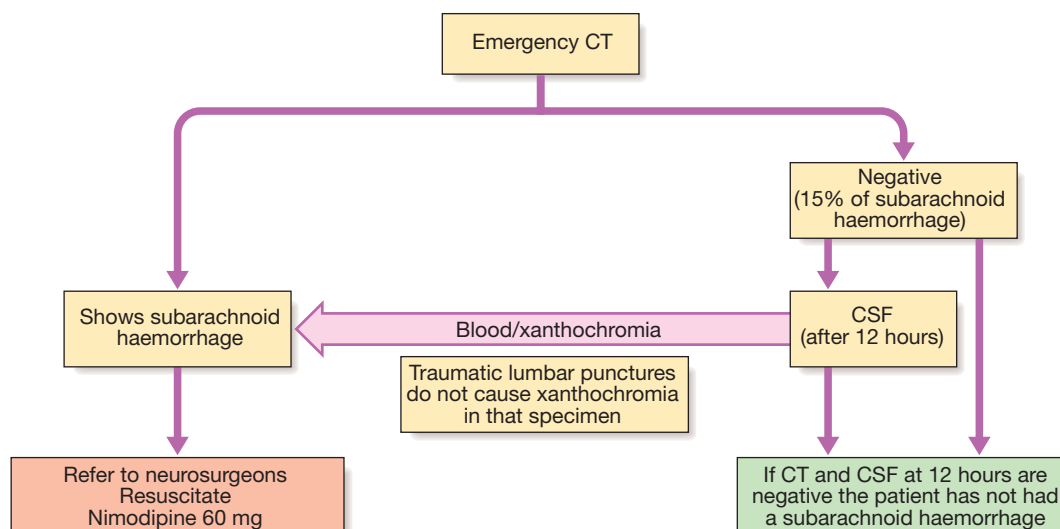 Emergency CT
Negative
(15% of subarachnoid
haemorrhage)
Shows subarachnoid
haemorrhage
Blood/xanthochromia
CSF
(after 12 hours)
Traumatic lumbar punctures
do not cause xanthochromia
in that specimen
Refer to neurosurgeons
Resuscitate
Nimodipine 60 mg
If CT and CSF at 12 hours are
negative the patient has not had
a subarachnoid haemorrhage